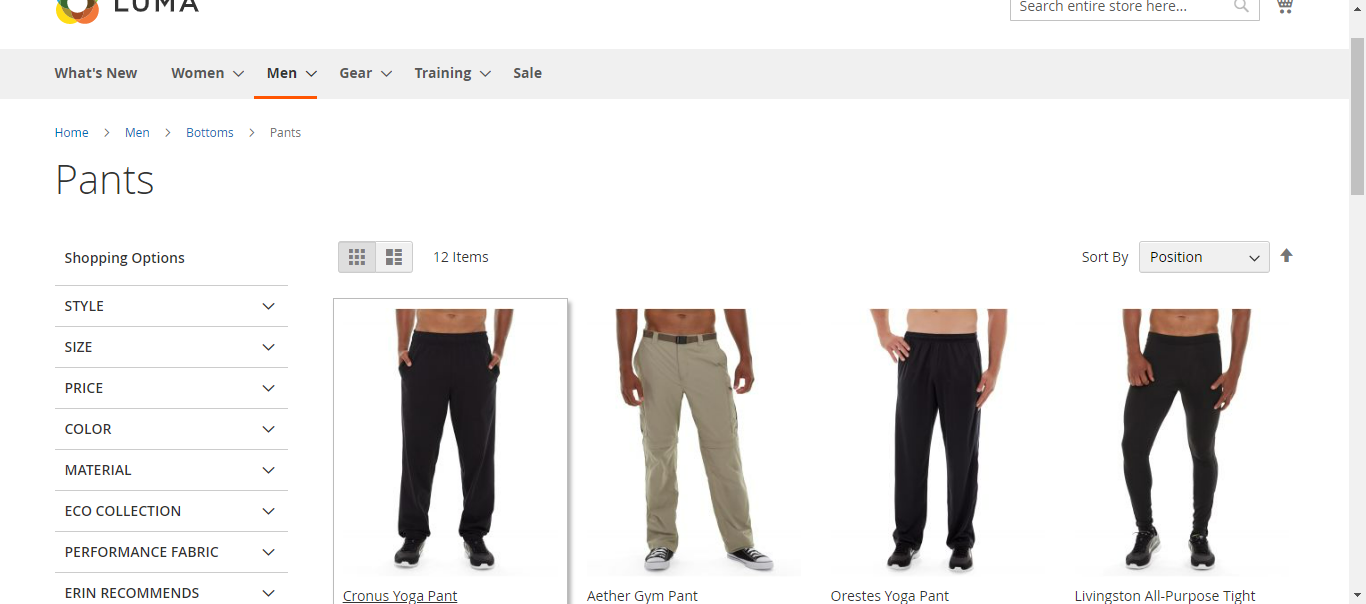 LUMA
Search entire store here...
What's New Women Men Gear Training Sale
Home Men Bottoms Pants
Pants
Shopping Options
12 Items
Sort By Position
STYLE
SIZE
PRICE
COLOR
MATERIAL
ECO COLLECTION
PERFORMANCE FABRIC
ERIN RECOMMENDS
Cronus Yoga Pant
Aether Gym Pant
Orestes Yoga Pant
Livingston All-Purpose Tight